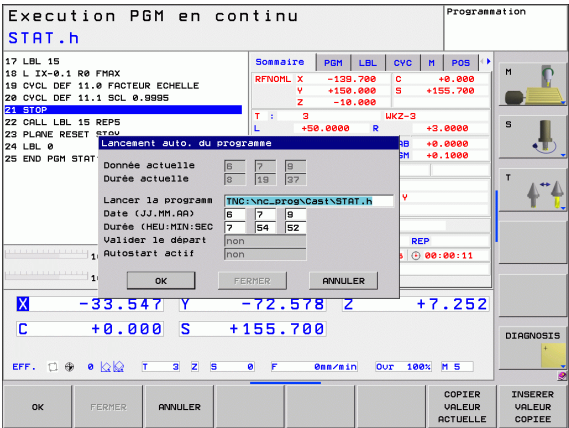 Execution PGM en continu
Programmation
STAT.h
17 LBL 15
18 L IX-0.1 R0 FMAX
19 CYCL DEF 11.0 FACTEUR ECHELLE
20 CYCL DEF 11.1 SCL 0.9995
21 STOP
22 CALL LBL 15 REP5
23 PLANE RESET STAY
24 LBL 0
25 END PGM STAT
Sommaire PGM LBL CYC M POS
RFNOML X -139.700 C +0.000
Y +150.000 S +155.700
Z -10.000
T : 3 WKZ-3
L +50.0000 R +3.0000
+0.0000
+0.1000
Y
REP
00:00:11
Lancement auto. du programme
Donnée actuelle 6 7 9
Durée actuelle 8 19 37
Lancer la programm TNC:\nc_prog\Cast\STAT.h
Date (JJ.MM.AA) 6 7 9
Durée (HEU:MIN:SEC 7 54 52
Valider le départ non
Autostart actif non
OK FERMER ANNULER
X -33.547 Y -72.578 Z +7.252
C +0.000 S +155.700
EFF. 0 T 3 Z S 0 F 0mm/min Ovr 100% M 5
M
S
T
DIAGNOSIS
OK FERMER ANNULER
COPIER VALEUR ACTUELLE
INSERER VALEUR COPIEE